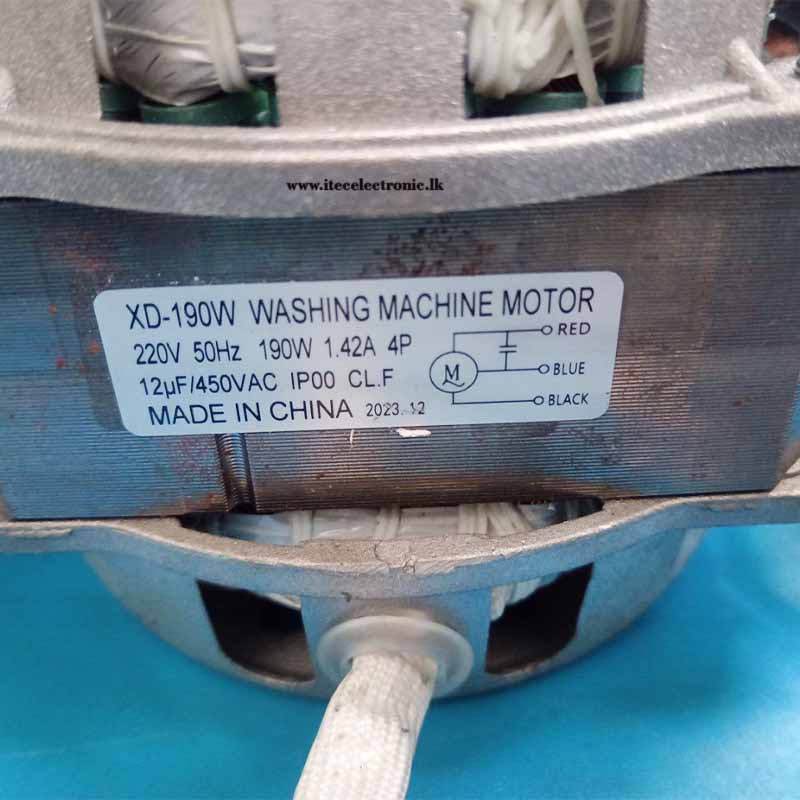 www.itecelectronic.lk
XD-190W WASHING MACHINE MOTOR
220V 50Hz 190W 1.42A 4P
12µF/450VAC IP00 CL.F
MADE IN CHINA 2023.12
M
RED
BLUE
BLACK